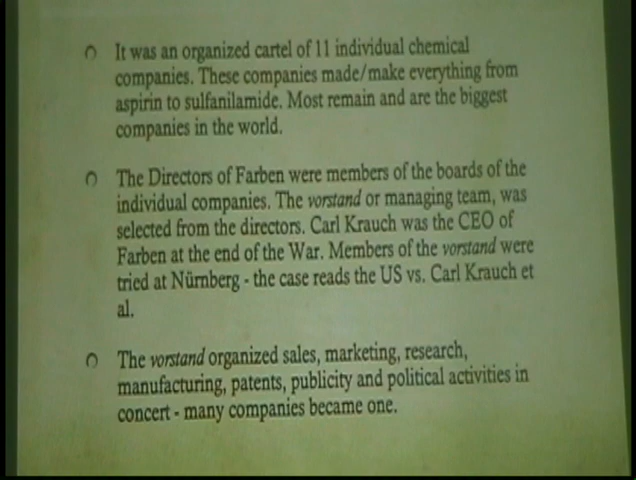 It was an organized cartel of 11 individual chemical
companies. These companies made/make everything from
aspirin to sulfanilamide. Most remain and are the biggest
companies in the world.
The Directors of Farben were members of the boards of the
individual companies. The vorstand or managing team, was
selected from the directors. Carl Krauch was the CEO of
Farben at the end of the War. Members of the vorstand were
tried at Nürnberg - the case reads the US vs. Carl Krauch et
al.
The vorstand organized sales, marketing, research,
manufacturing, patents, publicity and political activities in
concert - many companies became one.